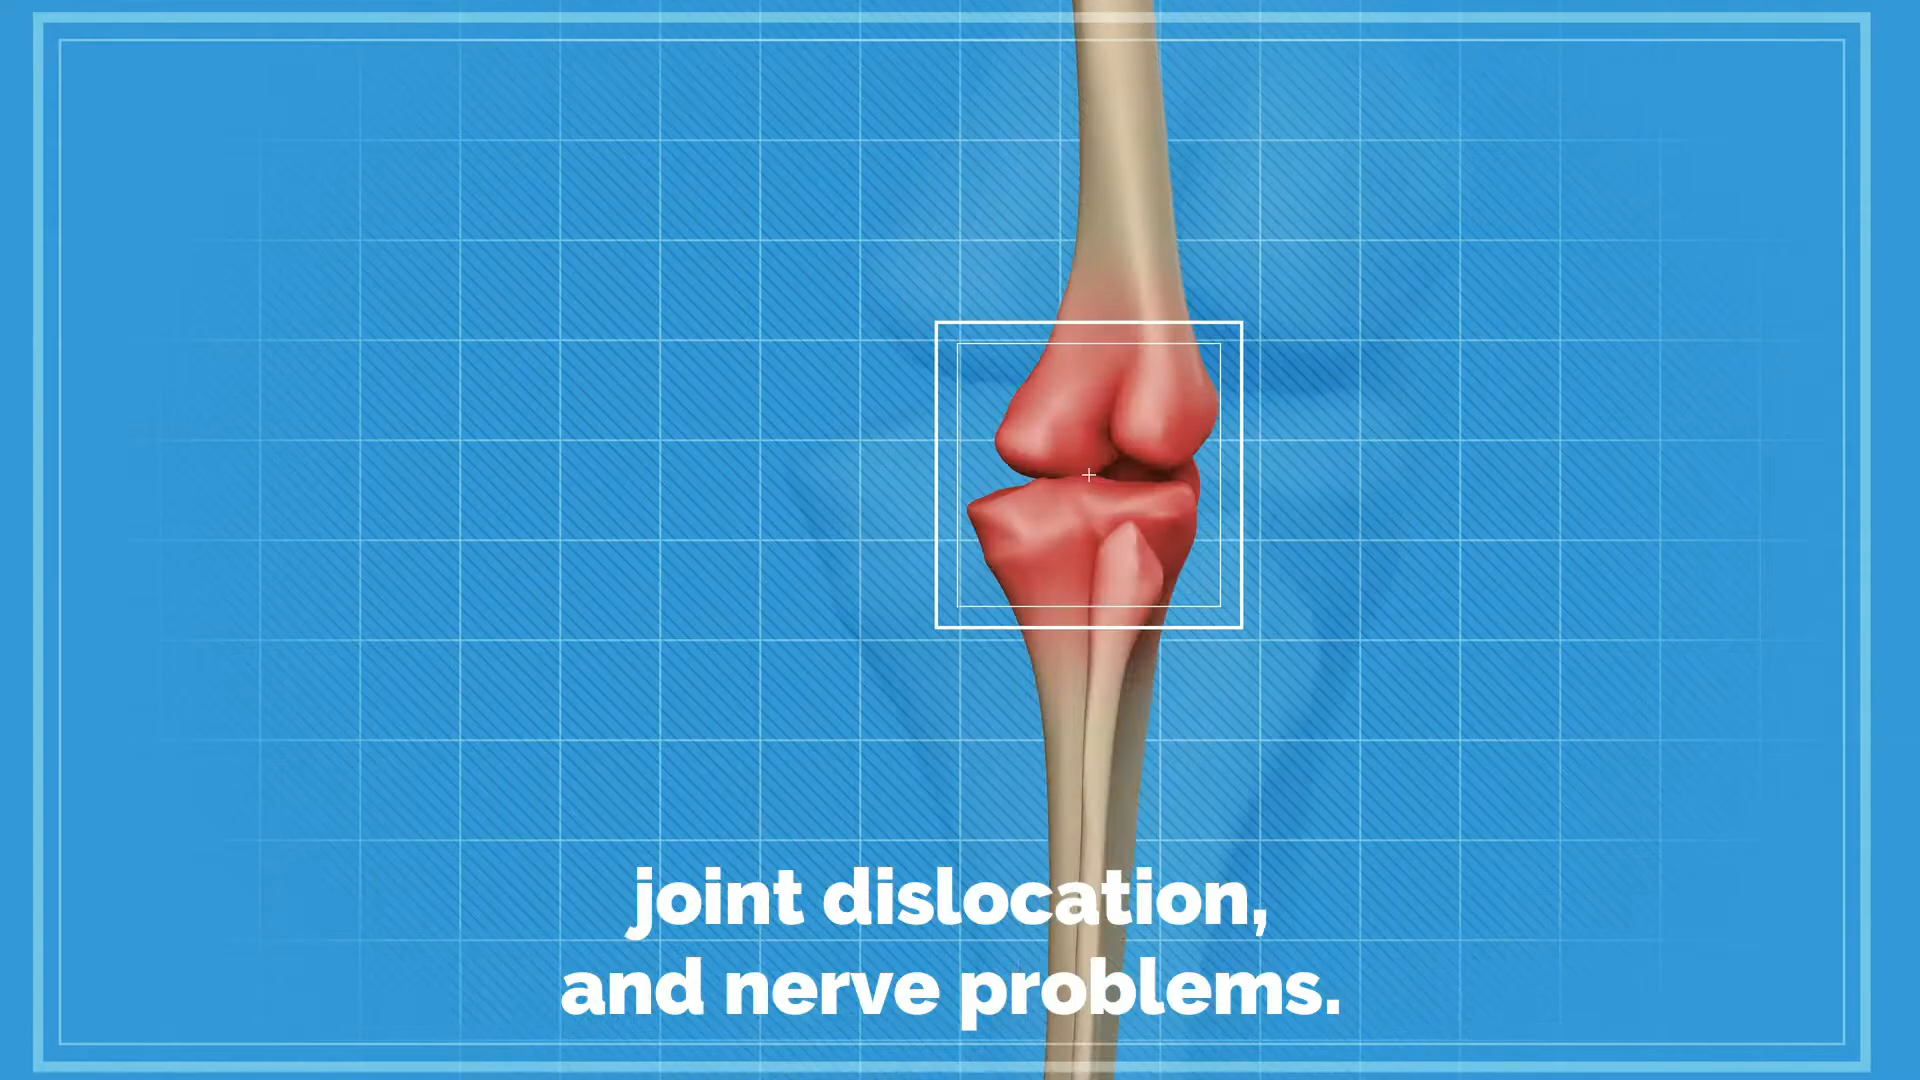 joint dislocation,
and nerve problems.